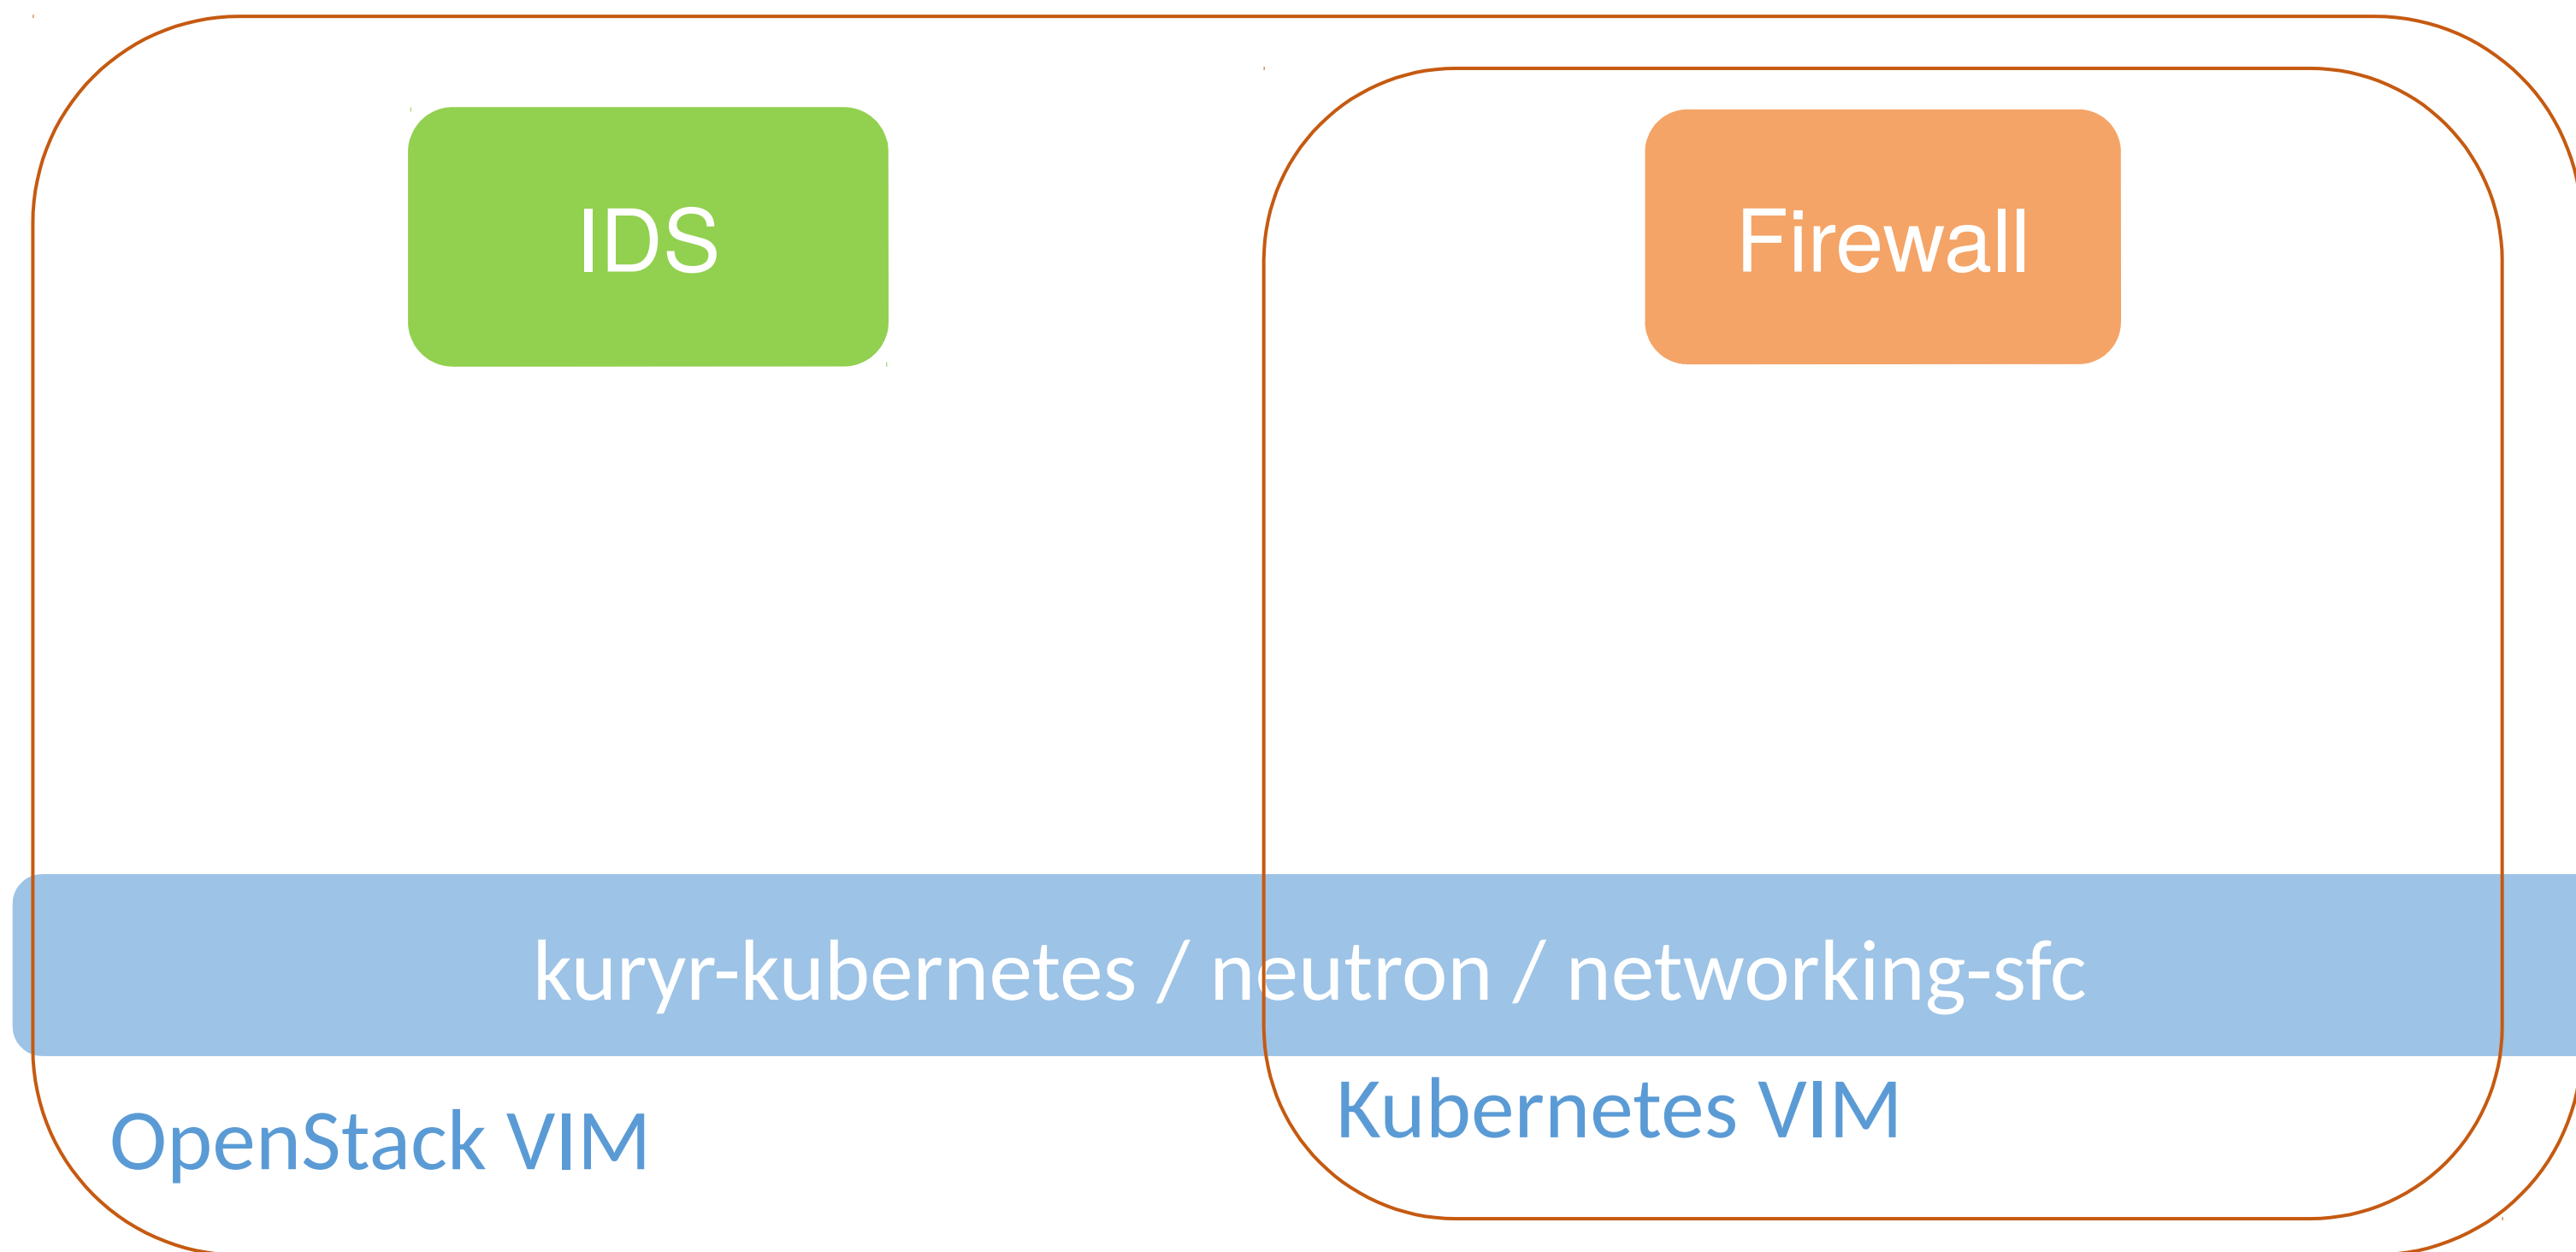 IDS
Firewall
kuryr-kubernetes / neutron / networking-sfc
Kubernetes VIM
OpenStack VIM